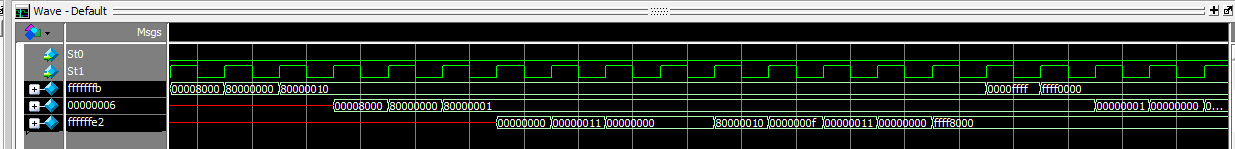 Wave - Default
Msgs
St0
St1
fffffffb 00008000 80000000 80000010 0000ffff ffff0000
00000006 00008000 80000000 80000001 00000001 00000000 0...
ffffffe2 00000000 00000011 00000000 80000010 0000000f 00000011 00000000 ffff8000